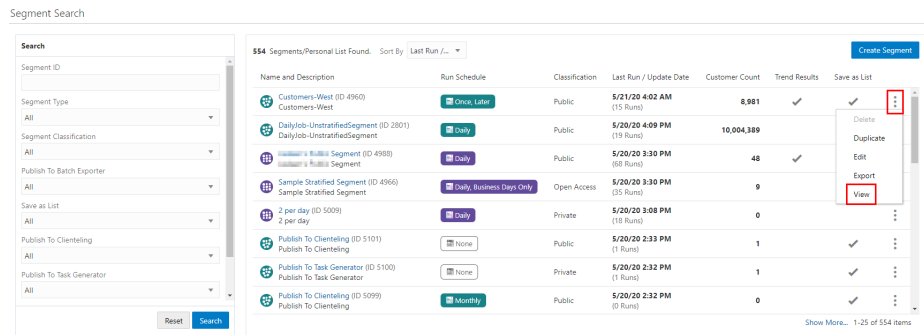 Segment Search
Search
Segment ID
Segment Type
All
Segment Classification
All
Publish To Batch Exporter
All
Save as List
All
Publish To Clienteling
All
Publish To Task Generator
All
Reset Search
554 Segments/Personal List Found. Sort By Last Run /...
Create Segment
Name and Description Run Schedule Classification Last Run / Update Date Customer Count Trend Results Save as List
Customers-West (ID 4960) Once, Later Public 5/21/20 4:02 AM 8,981
Customers-West (15 Runs)
DailyJob-UnstratifiedSegment (ID 2801) Daily Public 5/20/20 4:09 PM 10,004,389
DailyJob-UnstratifiedSegment (19 Runs)
Segment (ID 4988) Daily Public 5/20/20 3:30 PM 48
Segment (68 Runs)
Sample Stratified Segment (ID 4966) Daily, Business Days Only Open Access 5/20/20 3:30 PM 9
Sample Stratified Segment (35 Runs)
2 per day (ID 5009) Daily Private 5/20/20 3:08 PM 0
2 per day (18 Runs)
Publish To Clienteling (ID 5101) None Public 5/20/20 2:33 PM 1
Publish To Clienteling (1 Runs)
Publish To Task Generator (ID 5100) None Private 5/20/20 2:32 PM 1
Publish To Task Generator (1 Runs)
Publish To Clienteling (ID 5099) Monthly Public 5/20/20 2:32 PM 0
Publish To Clienteling (0 Runs)
Delete
Duplicate
Edit
Export
View
Show More... 1-25 of 554 items